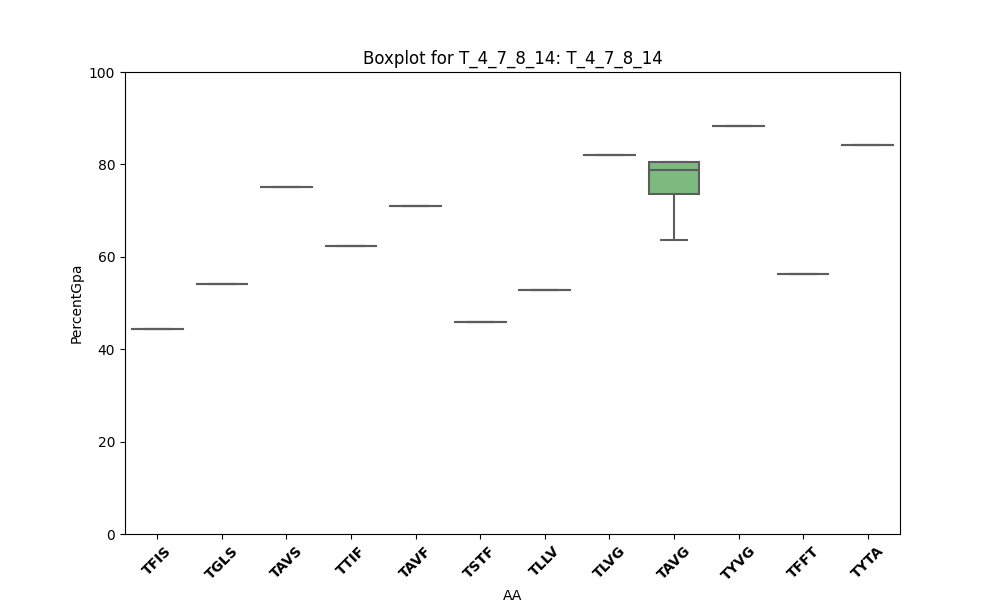 Boxplot for T_4_7_8_14: T_4_7_8_14
PercentGpa
100
80
60
40
20
0
TFIS
TGLS
TAVS
TTIF
TAVF
TSTF
TLLV
TLVG
TAVG
TYVG
TFFT
TYTA
AA